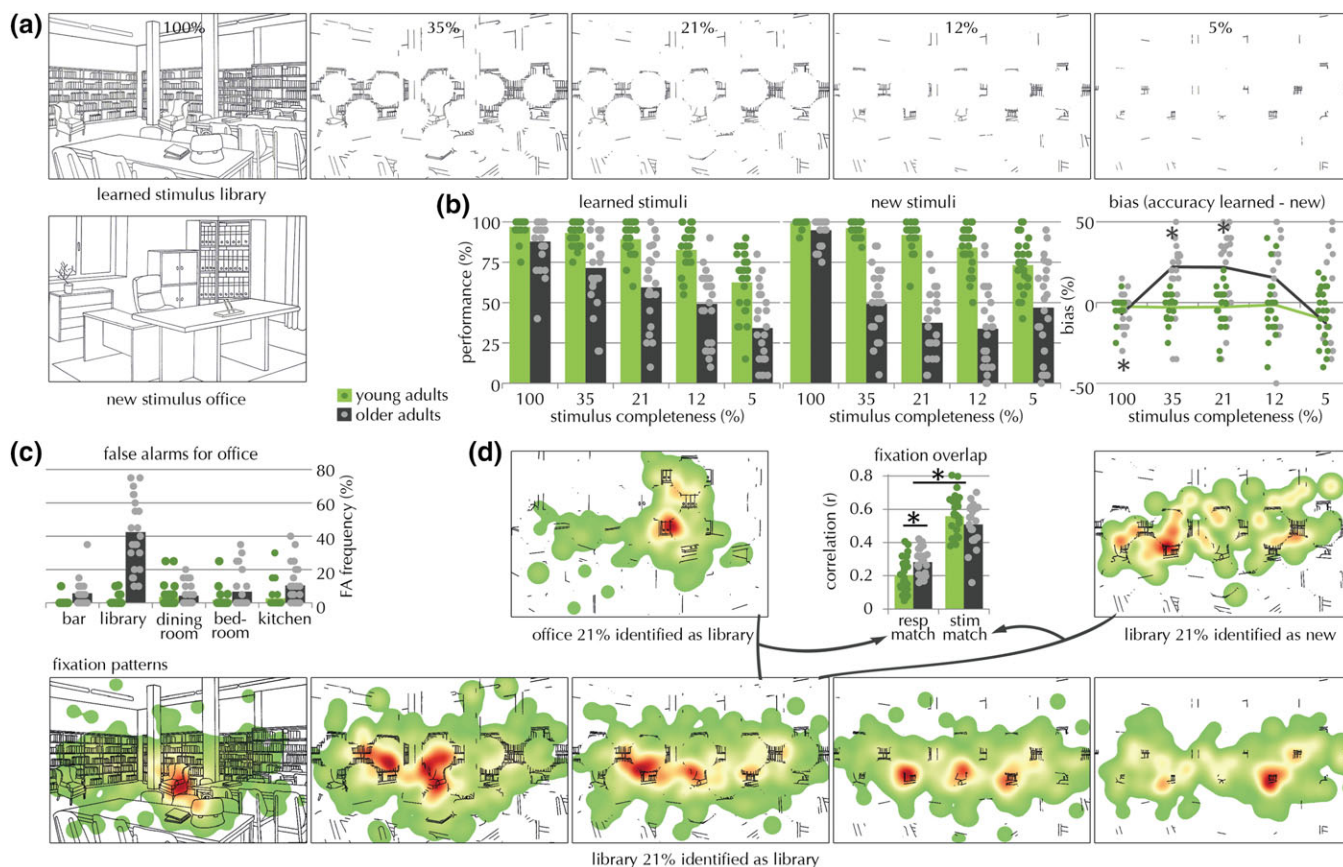 (a)
100%
35%
21%
12%
5%
learned stimulus library
new stimulus office
(b)
learned stimuli
new stimuli
bias (accuracy learned - new)
performance (%)
100
75
50
25
0
100 35 21 12 5
stimulus completeness (%)
100 35 21 12 5
stimulus completeness (%)
bias (%)
50
0
-50
* * *
100 35 21 12 5
stimulus completeness (%)
young adults
older adults
(c)
false alarms for office
FA frequency (%)
80
60
40
20
0
bar
library
dining
room
bed-
room
kitchen
(d)
office 21% identified as library
fixation overlap
correlation (r)
0.8
0.6
0.4
0.2
0
*
*
resp
match
stim
match
library 21% identified as new
fixation patterns
library 21% identified as library